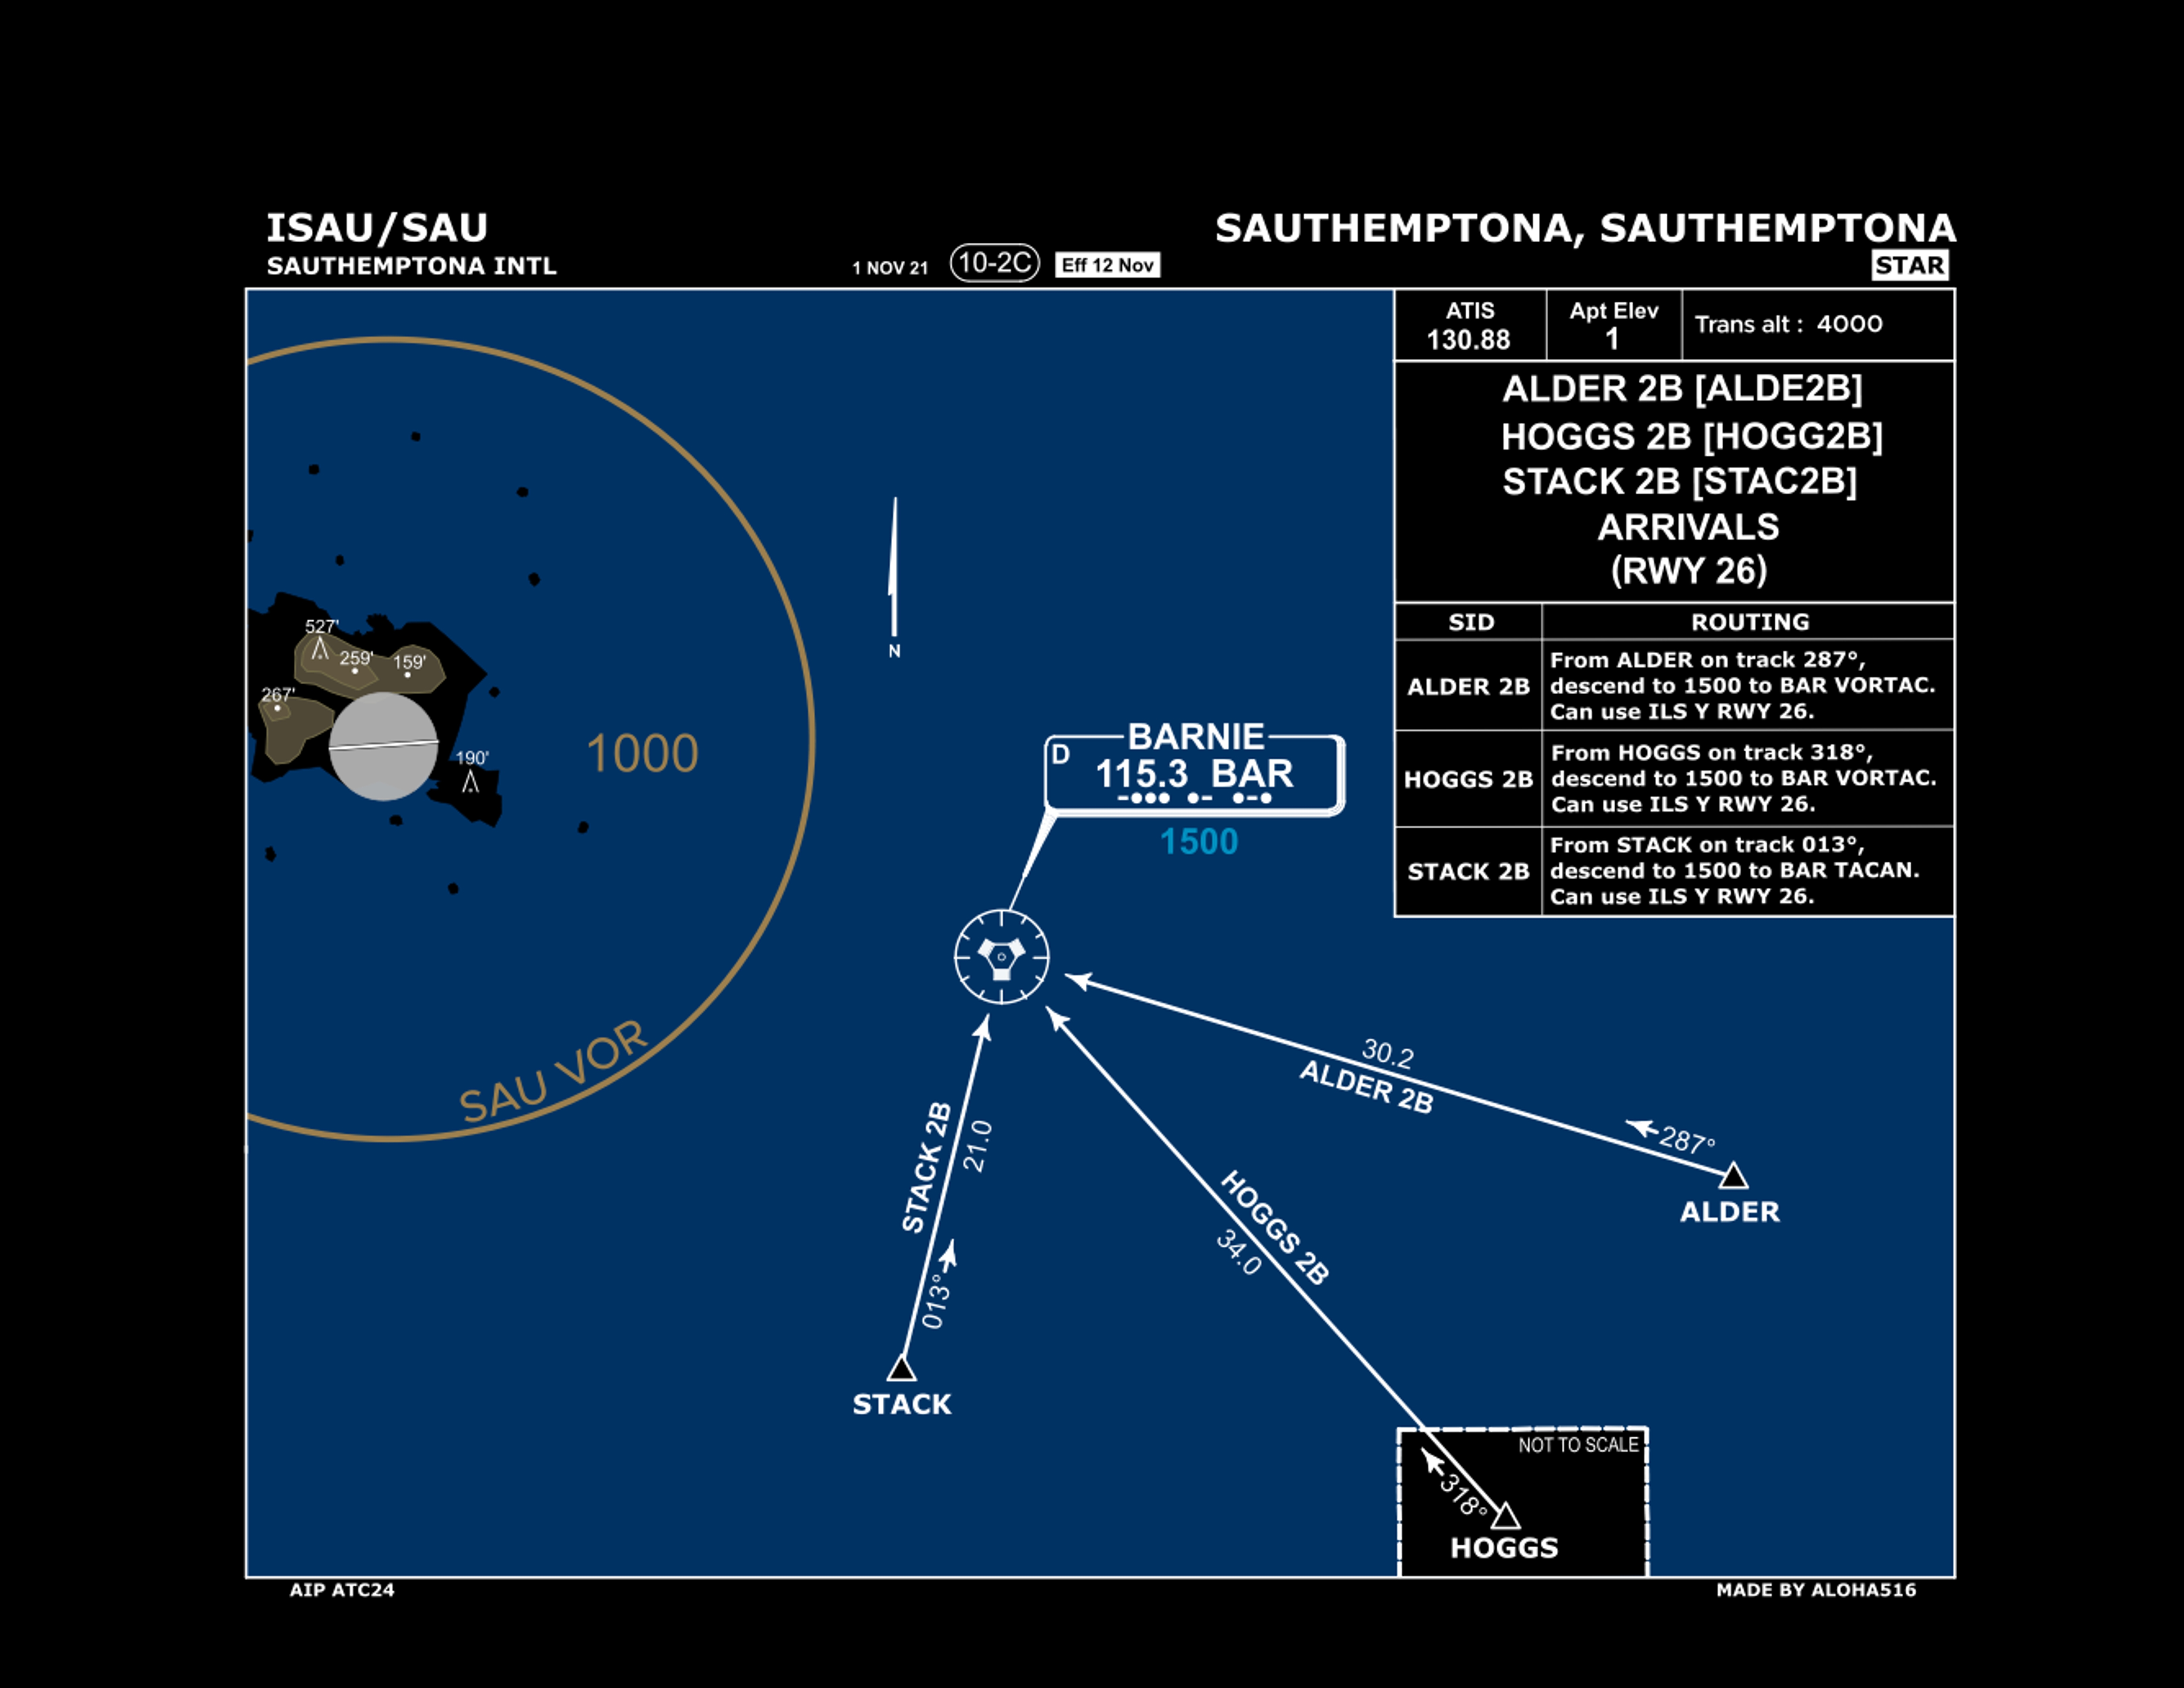 ISAU/SAU
SAUTHEMPTONA INTL
1 NOV 21
10-2C
Eff 12 Nov
SAUTHEMPTONA, SAUTHEMPTONA
STAR
ATIS
130.88
Apt Elev
1
Trans alt : 4000
ALDER 2B [ALDE2B]
HOGGS 2B [HOGG2B]
STACK 2B [STAC2B]
ARRIVALS
(RWY 26)
SID
ROUTING
ALDER 2B
From ALDER on track 287°,
descend to 1500 to BAR VORTAC.
Can use ILS Y RWY 26.
HOGGS 2B
From HOGGS on track 318°,
descend to 1500 to BAR VORTAC.
Can use ILS Y RWY 26.
STACK 2B
From STACK on track 013°,
descend to 1500 to BAR TACAN.
Can use ILS Y RWY 26.
N
527'
259'
159'
267'
190'
1000
SAU VOR
BARNIE
D
115.3 BAR
1500
30.2
ALDER 2B
287°
ALDER
STACK 2B
21.0
013°
STACK
HOGGS 2B
34.0
NOT TO SCALE
318°
HOGGS
AIP ATC24
MADE BY ALOHA516